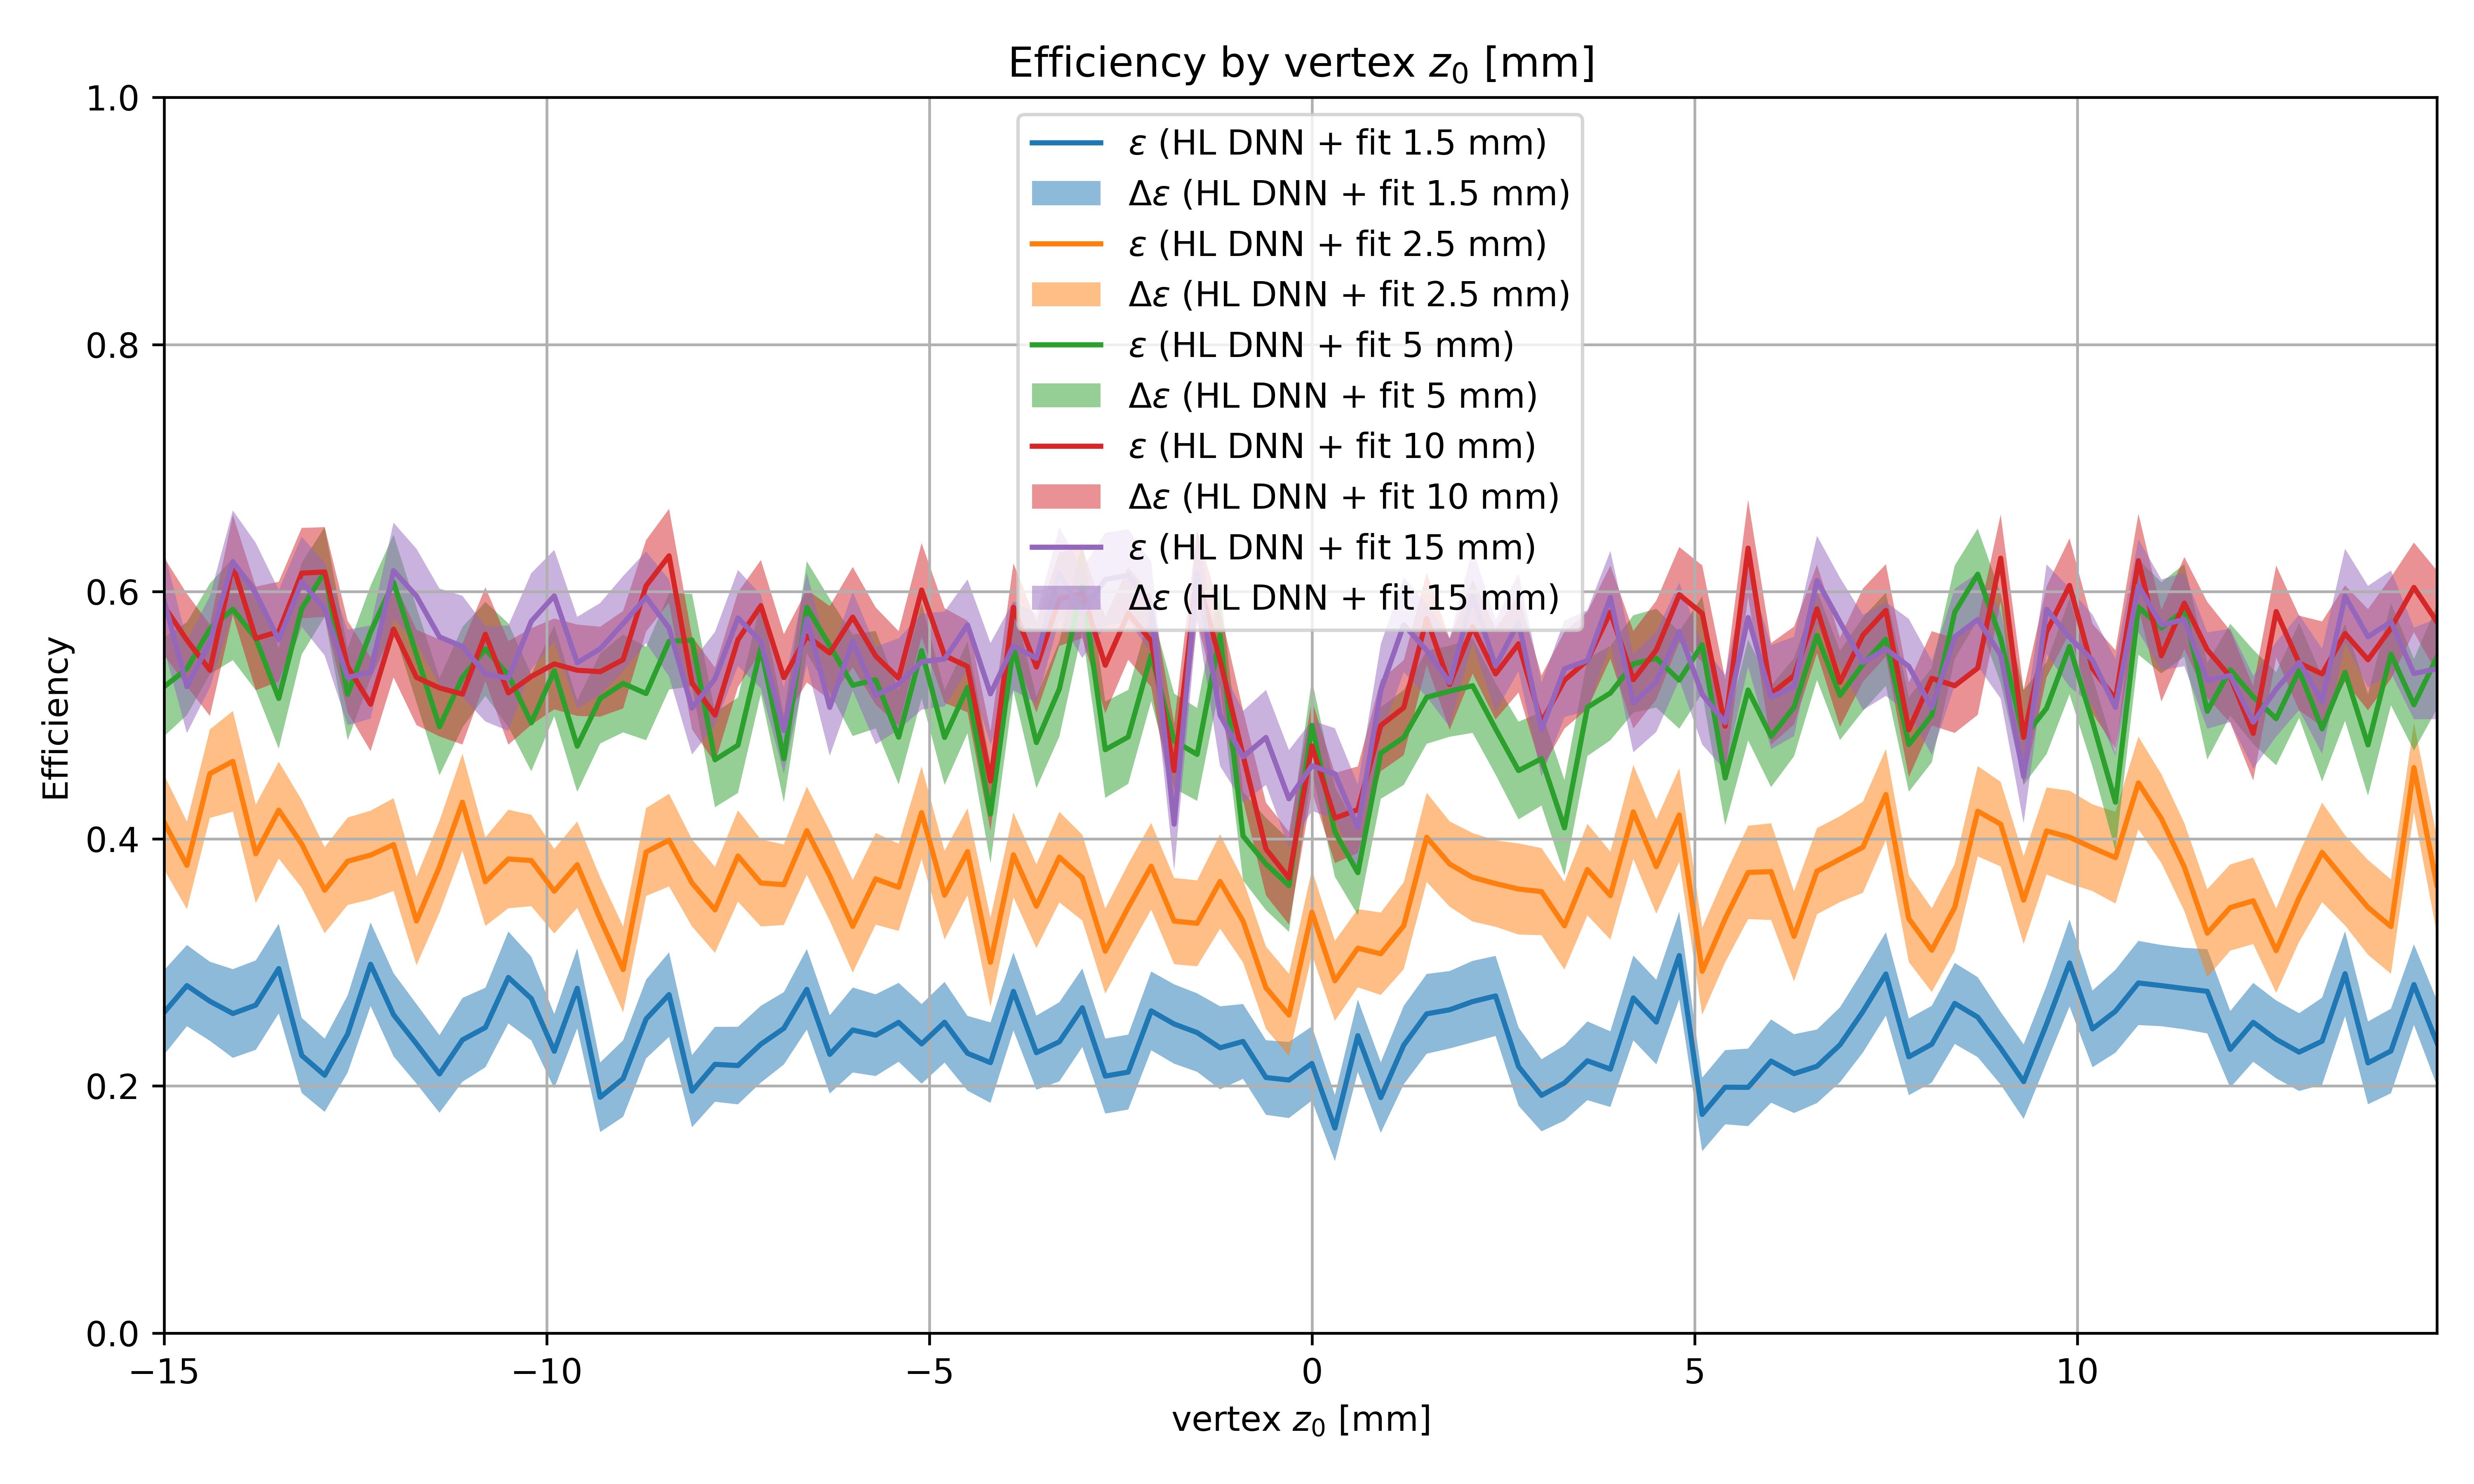 Efficiency by vertex z₀ [mm]
1.0
0.8
0.6
0.4
0.2
0.0
Efficiency
ε (HL DNN + fit 1.5 mm)
Δε (HL DNN + fit 1.5 mm)
ε (HL DNN + fit 2.5 mm)
Δε (HL DNN + fit 2.5 mm)
ε (HL DNN + fit 5 mm)
Δε (HL DNN + fit 5 mm)
ε (HL DNN + fit 10 mm)
Δε (HL DNN + fit 10 mm)
ε (HL DNN + fit 15 mm)
Δε (HL DNN + fit 15 mm)
−15 −10 −5 0 5 10
vertex z₀ [mm]